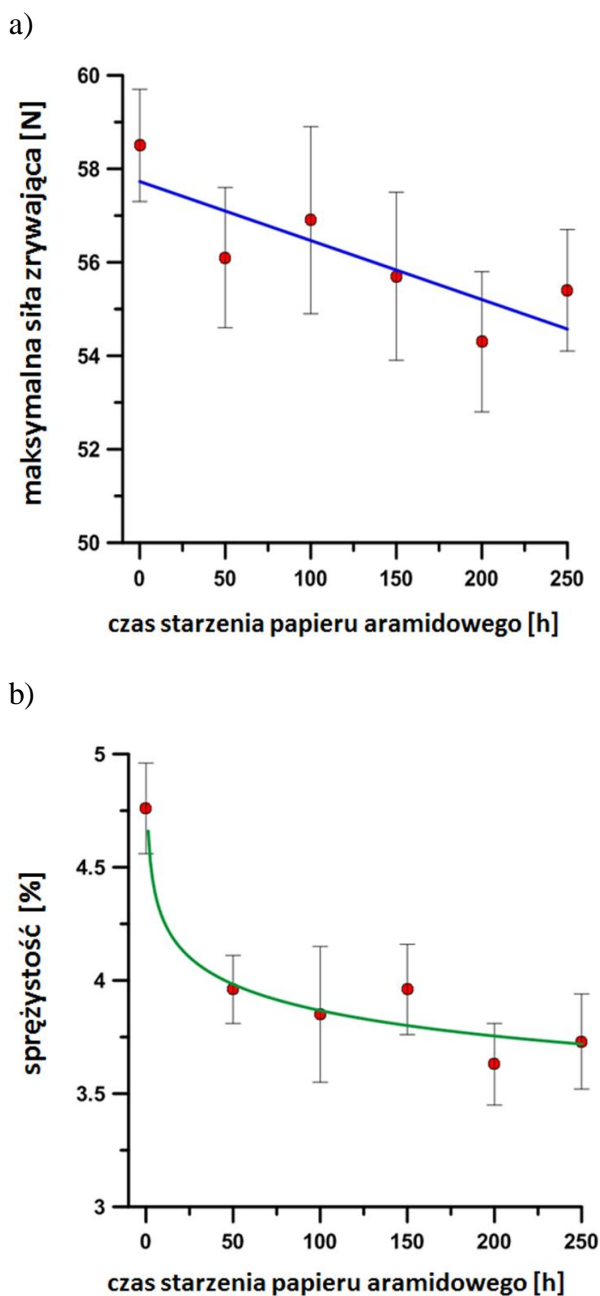 a)
maksymalna siła zrywająca [N]
60
58
56
54
52
50
0 50 100 150 200 250
czas starzenia papieru aramidowego [h]
b)
sprężystość [%]
5
4.5
4
3.5
3
0 50 100 150 200 250
czas starzenia papieru aramidowego [h]